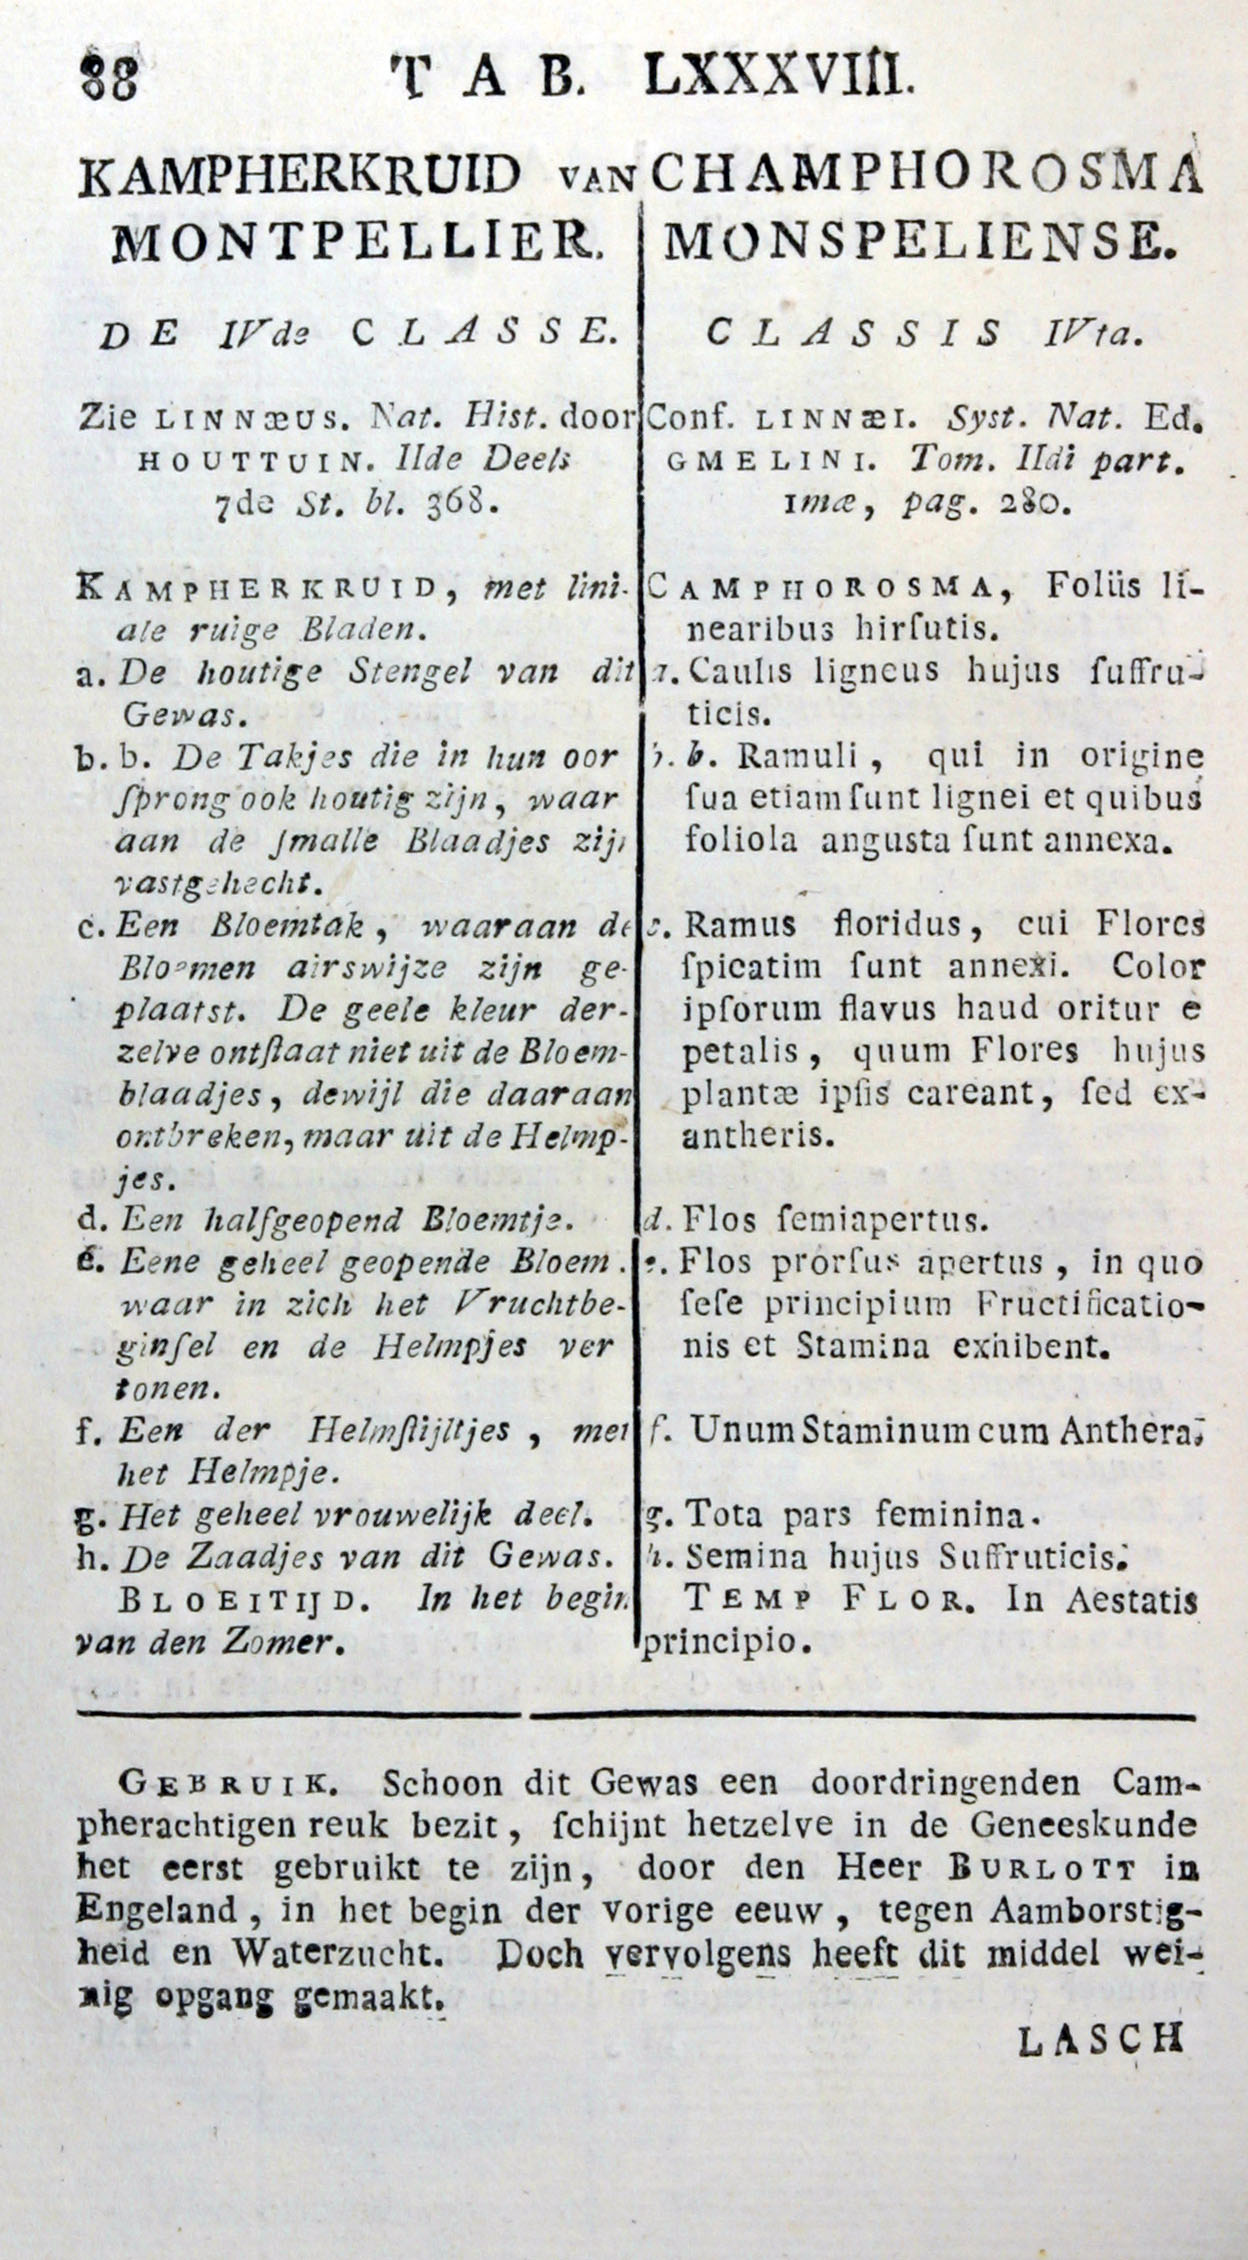 88 TAB. LXXXVIII.
KAMPHERKRUID VAN
MONTPELLIER.
DE IVde CLASSE.
Zie LINNÆUS. Nat. Hist. door
HOUTTUIN. IIde Deels
7de St. bl. 368.
KAMPHERKRUID, met lini-
ale ruige Bladen.
a. De houtige Stengel van dit
Gewas.
b. b. De Takjes die in hun oor
ſprong ook houtig zijn, waar
aan de ſmalle Blaadjes zijn
vastgehecht.
c. Een Bloemtak, waaraan de
Bloemen airswijze zijn ge-
plaatst. De geele kleur der-
zelve ontſtaat niet uit de Bloem-
blaadjes, dewijl die daaraan
ontbreken, maar uit de Helmp-
jes.
d. Een halfgeopend Bloemtje.
e. Eene geheel geopende Bloem.
waar in zich het Vruchtbe-
ginſel en de Helmpjes ver
tonen.
f. Een der Helmſtijltjes, met
het Helmpje.
g. Het geheel vrouwelijk deel.
h. De Zaadjes van dit Gewas.
BLOEITIJD. In het begin
van den Zomer.
CHAMPHOROSMA
MONSPELIENSE.
CLASSIS IVta.
Conf. LINNÆI. Syst. Nat. Ed.
GMELINI. Tom. IIdi part.
1mæ, pag. 280.
CAMPHOROSMA, Foliis li-
nearibus hirſutis.
a. Caulis ligneus hujus ſuffru-
ticis.
b. b. Ramuli, qui in origine
ſua etiam ſunt lignei et quibus
foliola angusta ſunt annexa.
c. Ramus floridus, cui Flores
ſpicatim ſunt annexi. Color
ipſorum flavus haud oritur e
petalis, quum Flores hujus
plantæ ipſis careant, ſed ex-
antheris.
d. Flos ſemiapertus.
e. Flos prorſus apertus, in quo
ſeſe principium Fructificatio-
nis et Stamina exhibent.
f. Unum Staminum cum Anthera.
g. Tota pars feminina.
h. Semina hujus Suffruticis.
TEMP FLOR. In Aestatis
principio.
GEBRUIK. Schoon dit Gewas een doordringenden Cam-
pherachtigen reuk bezit, ſchijnt hetzelve in de Geneeskunde
het eerst gebruikt te zijn, door den Heer BURLOTT in
Engeland, in het begin der vorige eeuw, tegen Aamborstig-
heid en Waterzucht. Doch vervolgens heeft dit middel wei-
nig opgang gemaakt.
LASCH